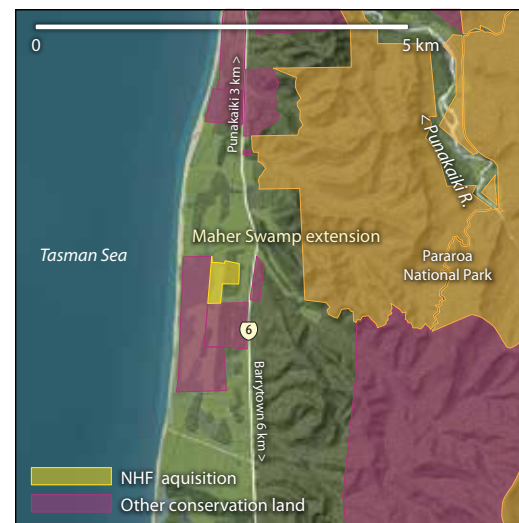 0
5 km
Punakaiki 3 km >
< Punakaiki R.
Maher Swamp extension
Tasman Sea
Pararoa
National Park
6
Barrytown 6 km >
NHF aquisition
Other conservation land